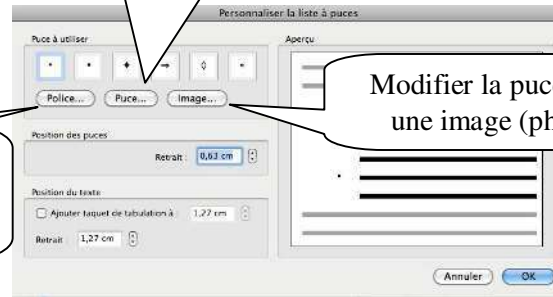 Personnaliser la liste à puces
Puce à utiliser
Aperçu
Police...
Puce...
Image...
Modifier la puce
une image (ph
Position des puces
Retrait : 0,63 cm
Position du texte
Ajouter taquet de tabulation à : 1,27 cm
Retrait : 1,27 cm
Annuler
OK